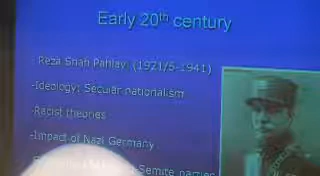 Early 20th century
- Reza Shah Pahlavi (1921/5-1941)
-Ideology: Secular nationalism
-Racist theories
-Impact of Nazi Germany
Semite parties